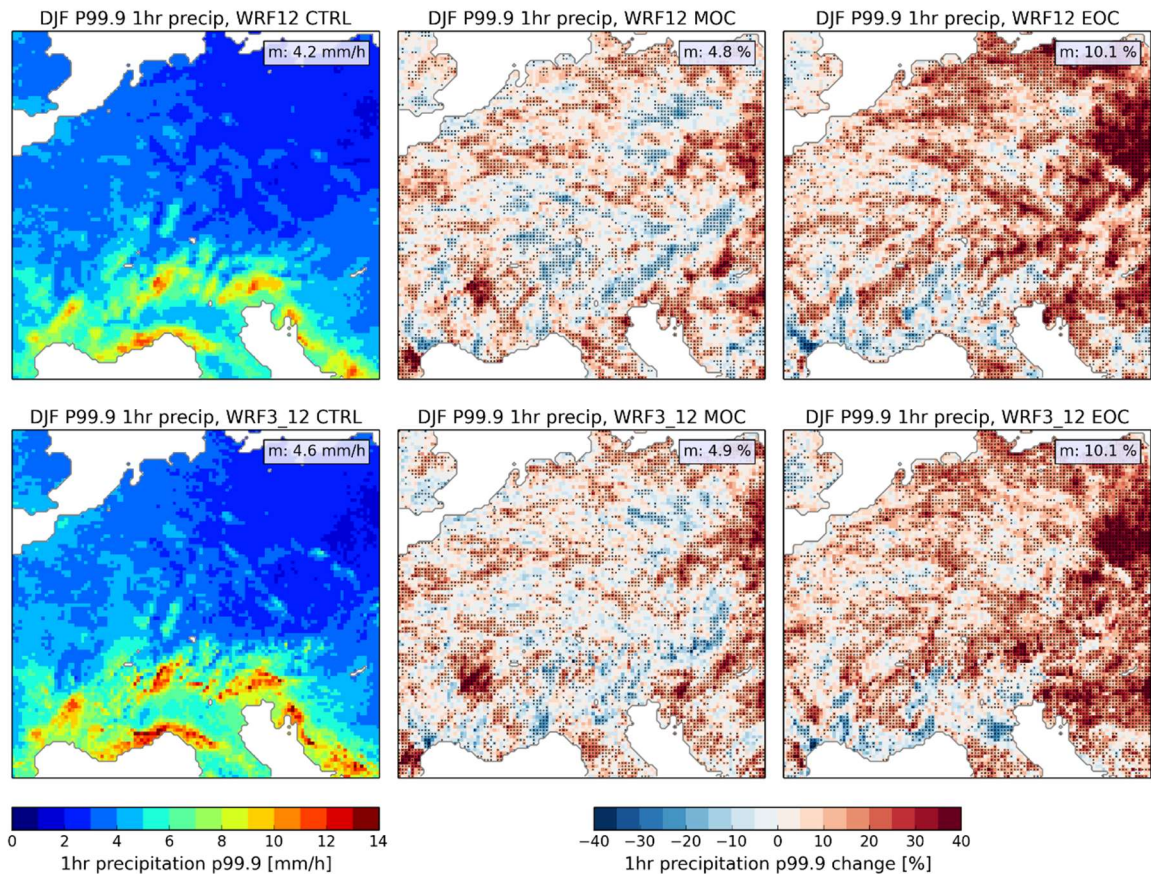 DJF P99.9 1hr precip, WRF12 CTRL
m: 4.2 mm/h
DJF P99.9 1hr precip, WRF12 MOC
m: 4.8 %
DJF P99.9 1hr precip, WRF12 EOC
m: 10.1 %
DJF P99.9 1hr precip, WRF3_12 CTRL
m: 4.6 mm/h
DJF P99.9 1hr precip, WRF3_12 MOC
m: 4.9 %
DJF P99.9 1hr precip, WRF3_12 EOC
m: 10.1 %
0 2 4 6 8 10 12 14
1hr precipitation p99.9 [mm/h]
−40 −30 −20 −10 0 10 20 30 40
1hr precipitation p99.9 change [%]